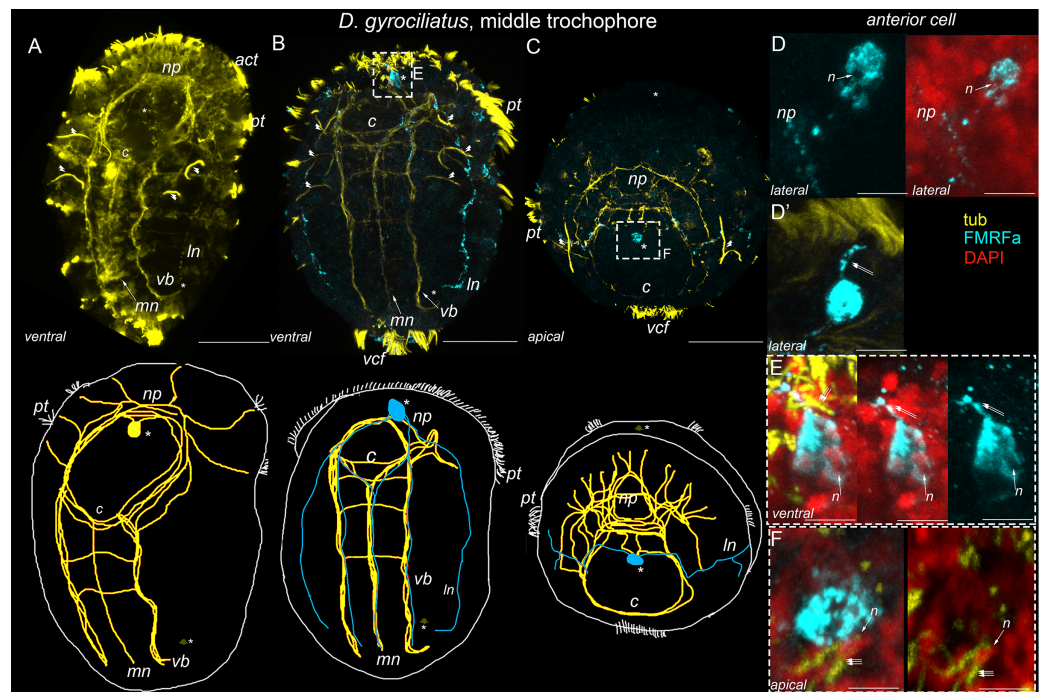 D. gyrociliatus, middle trochophore
anterior cell
A
np
act
pt
*
c
ln
vb
*
mn
ventral
B
*
E
pt
c
ln
*
mn
vb
vcf
ventral
C
*
np
pt
*
F
c
vcf
apical
D
n
np
lateral
n
np
lateral
D'
lateral
tub
FMRFa
DAPI
E
n
ventral
n
n
F
n
apical
n
np
pt
*
c
*
vb
mn
*
np
c
pt
vb
ln
*
mn
*
np
pt
ln
*
c